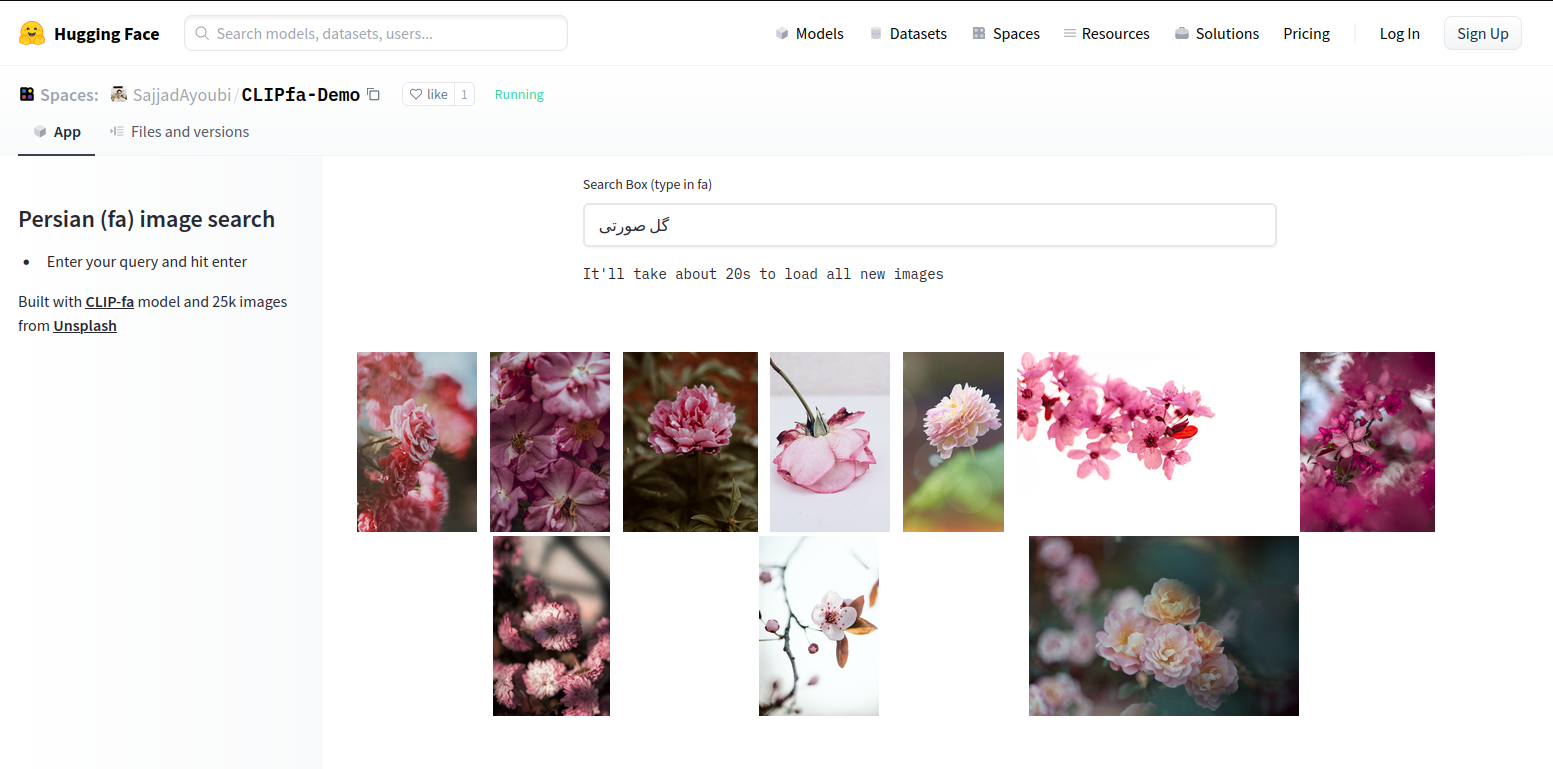 Hugging Face
Search models, datasets, users...
Models
Datasets
Spaces
Resources
Solutions
Pricing
Log In
Sign Up
Spaces:
SajjadAyoubi/CLIPfa-Demo
like
1
Running
App
Files and versions
Persian (fa) image search
• Enter your query and hit enter
Built with CLIP-fa model and 25k images
from Unsplash
Search Box (type in fa)
گل صورتی
It'll take about 20s to load all new images